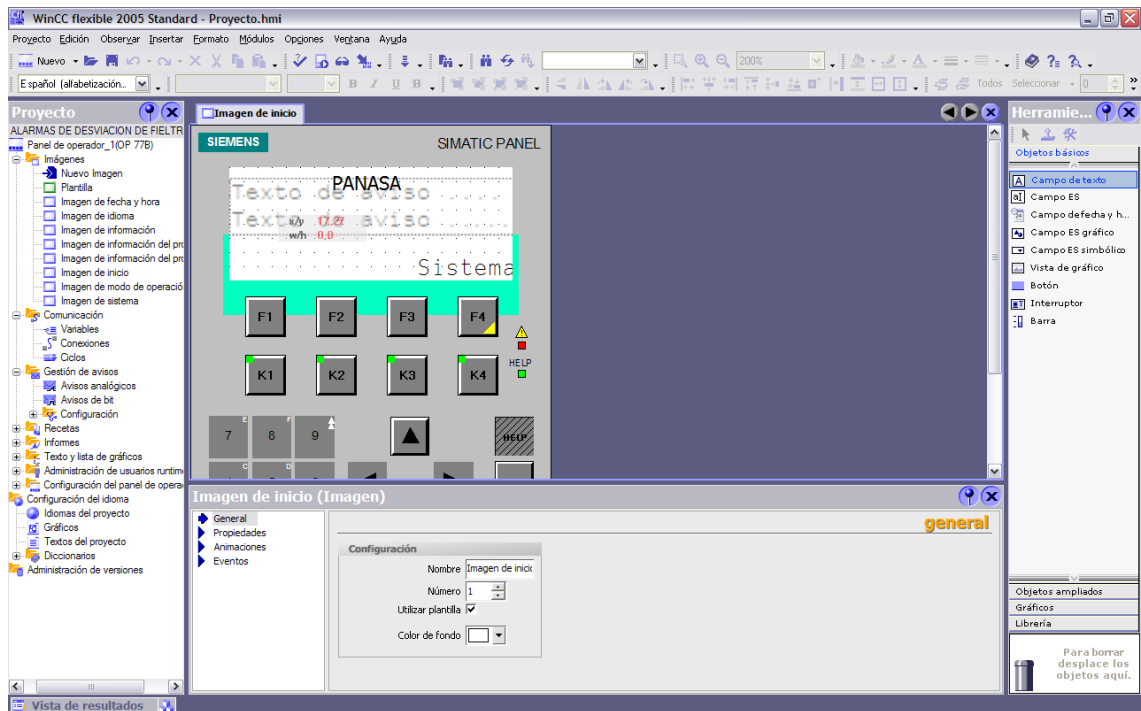 WinCC flexible 2005 Standard - Proyecto.hmi
Proyecto Edición Observar Insertar Formato Módulos Opciones Ventana Ayuda
Nuevo 200%
Español (alfabetización... Todos Seleccionar 0
Proyecto
ALARMAS DE DESVIACION DE FIELTR
Panel de operador_1(OP 77B)
Imágenes
Nuevo Imagen
Plantilla
Imagen de fecha y hora
Imagen de idioma
Imagen de información
Imagen de información del pro
Imagen de información del pro
Imagen de inicio
Imagen de modo de operació
Imagen de sistema
Comunicación
Variables
Conexiones
Ciclos
Gestión de avisos
Avisos analógicos
Avisos de bit
Configuración
Recetas
Informes
Texto y lista de gráficos
Administración de usuarios runtim
Configuración del panel de opera
Configuración del idioma
Idiomas del proyecto
Gráficos
Textos del proyecto
Diccionarios
Administración de versiones
Imagen de inicio
SIEMENS SIMATIC PANEL
PANASA
Texto de aviso ....
Texto de aviso ......
x/y 17.27
w/h 0,0
Sistema
F1 F2 F3 F4
K1 K2 K3 K4
HELP
E F
7 8 9
HELP
C D
Imagen de inicio (Imagen)
General
Propiedades
Animaciones
Eventos
general
Configuración
Nombre Imagen de inicio
Número 1
Utilizar plantilla
Color de fondo
Herramie...
Objetos básicos
Campo de texto
Campo ES
Campo de fecha y h...
Campo ES gráfico
Campo ES simbólico
Vista de gráfico
Botón
Interruptor
Barra
Objetos ampliados
Gráficos
Librería
Para borrar
desplace los
objetos aquí.
Vista de resultados